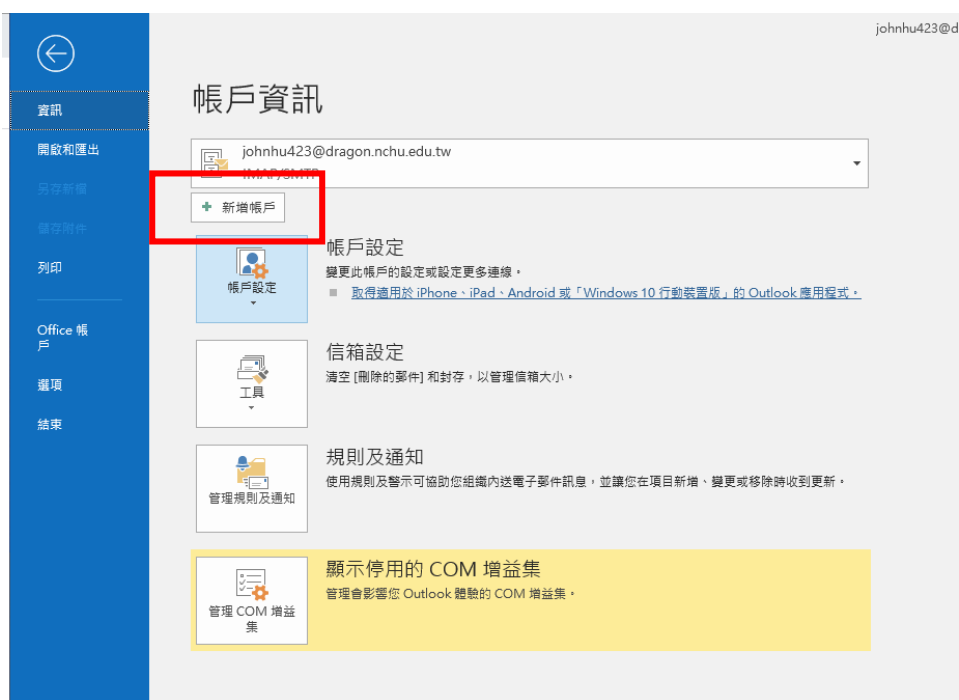 johnhu423@d
帳戶資訊
資訊
開啟和匯出
另存新檔
儲存附件
列印
Office 帳
戶
選項
結束
johnhu423@dragon.nchu.edu.tw
IMAP/SMTP
新增帳戶
帳戶設定
帳戶設定
變更此帳戶的設定或設定更多連線。
取得適用於 iPhone、iPad、Android 或「Windows 10 行動裝置版」的 Outlook 應用程式。
工具
信箱設定
清空 [刪除的郵件] 和封存，以管理信箱大小。
管理規則及通知
規則及通知
使用規則及警示可協助您組織內送電子郵件訊息，並讓您在項目新增、變更或移除時收到更新。
管理 COM 增益
集
顯示停用的 COM 增益集
管理會影響您 Outlook 體驗的 COM 增益集。